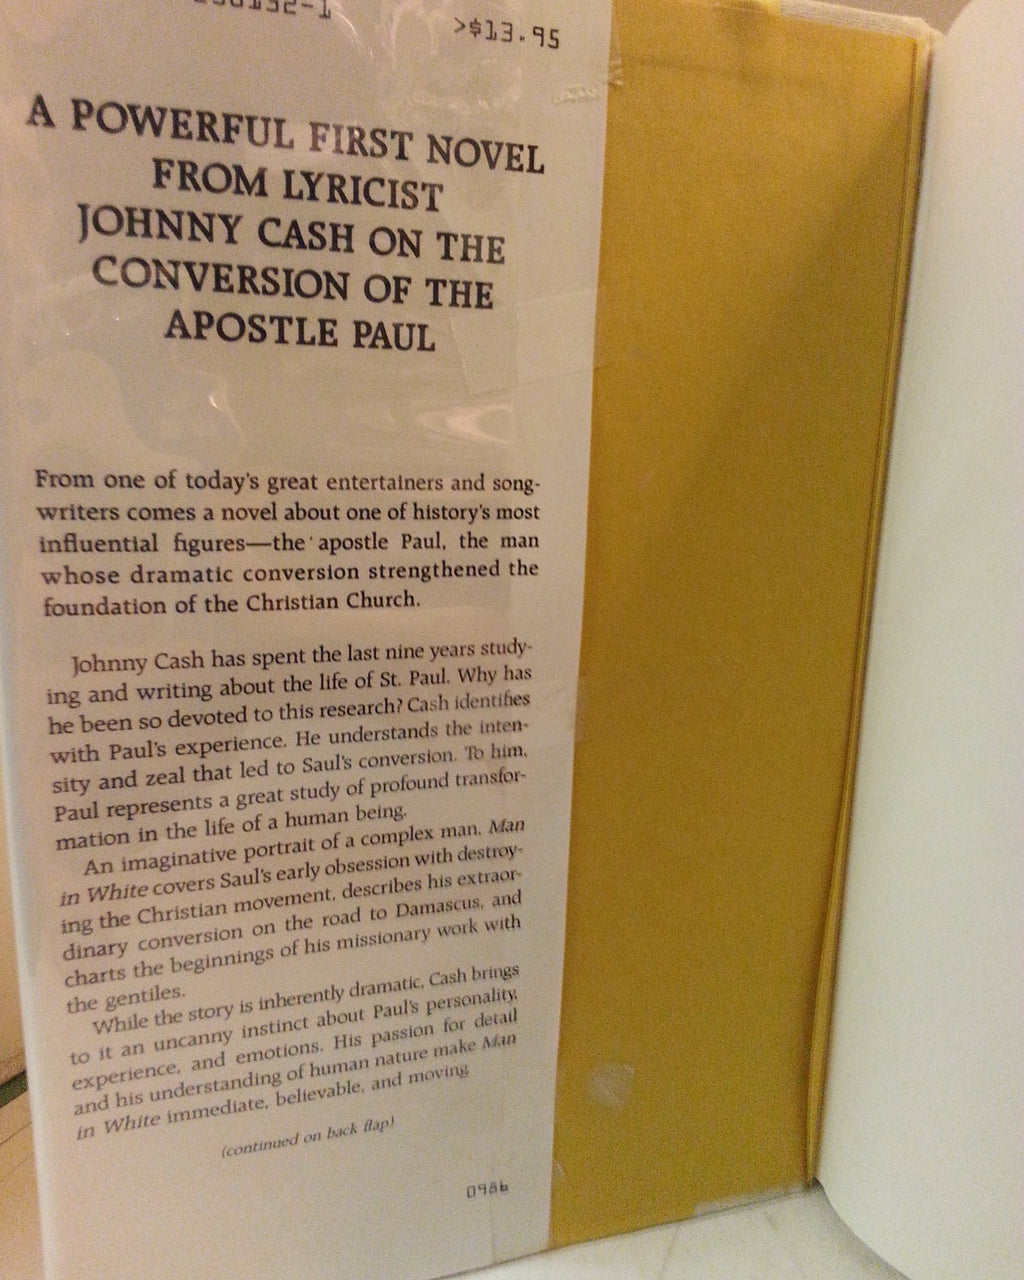 >$13.95
A POWERFUL FIRST NOVEL
FROM LYRICIST
JOHNNY CASH ON THE
CONVERSION OF THE
APOSTLE PAUL
From one of today's great entertainers and song-
writers comes a novel about one of history's most
influential figures—the apostle Paul, the man
whose dramatic conversion strengthened the
foundation of the Christian Church.
Johnny Cash has spent the last nine years study-
ing and writing about the life of St. Paul. Why has
he been so devoted to this research? Cash identifies
with Paul's experience. He understands the inten-
sity and zeal that led to Saul's conversion. To him,
Paul represents a great study of profound transfor-
mation in the life of a human being.
An imaginative portrait of a complex man, Man
in White covers Saul's early obsession with destroy-
ing the Christian movement, describes his extraor-
dinary conversion on the road to Damascus, and
charts the beginnings of his missionary work with
the gentiles.
While the story is inherently dramatic, Cash brings
to it an uncanny instinct about Paul's personality,
experience, and emotions. His passion for detail
and his understanding of human nature make Man
in White immediate, believable, and moving
(continued on back flap)
0986